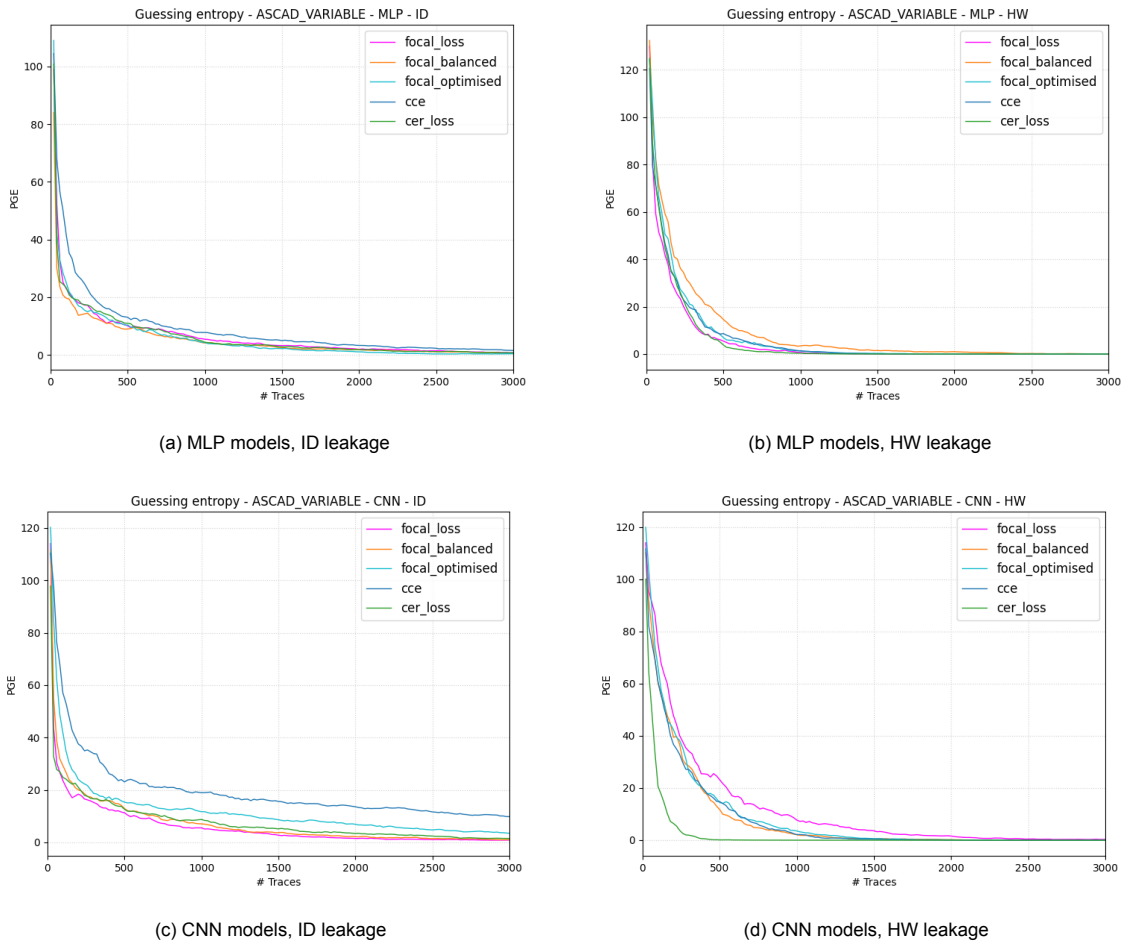 Guessing entropy - ASCAD_VARIABLE - MLP - ID
PGE
100
80
60
40
20
0
0
500
1000
1500
2000
2500
3000
# Traces
focal_loss
focal_balanced
focal_optimised
cce
cer_loss
(a) MLP models, ID leakage
Guessing entropy - ASCAD_VARIABLE - MLP - HW
PGE
120
100
80
60
40
20
0
0
500
1000
1500
2000
2500
3000
# Traces
focal_loss
focal_balanced
focal_optimised
cce
cer_loss
(b) MLP models, HW leakage
Guessing entropy - ASCAD_VARIABLE - CNN - ID
PGE
120
100
80
60
40
20
0
0
500
1000
1500
2000
2500
3000
# Traces
focal_loss
focal_balanced
focal_optimised
cce
cer_loss
(c) CNN models, ID leakage
Guessing entropy - ASCAD_VARIABLE - CNN - HW
PGE
120
100
80
60
40
20
0
0
500
1000
1500
2000
2500
3000
# Traces
focal_loss
focal_balanced
focal_optimised
cce
cer_loss
(d) CNN models, HW leakage